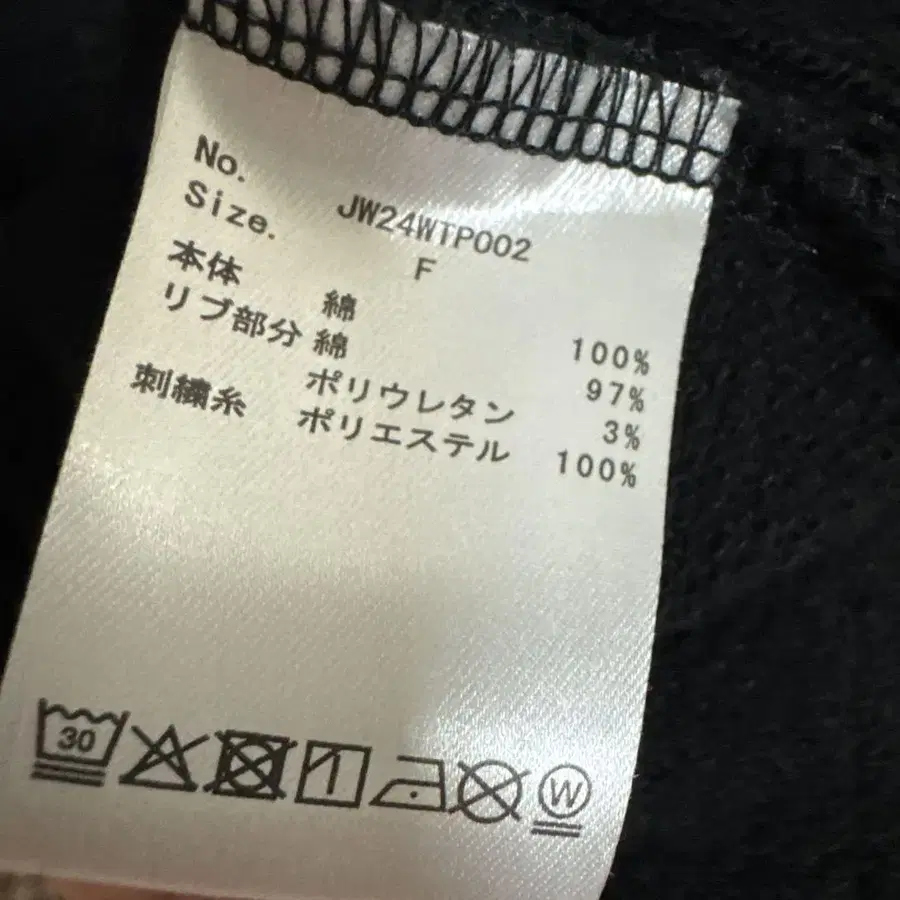 No. JW24WTP002
Size. F
本体 綿 100%
リブ部分 綿 97%
ポリウレタン 3%
刺繍糸 ポリエステル 100%
30
W